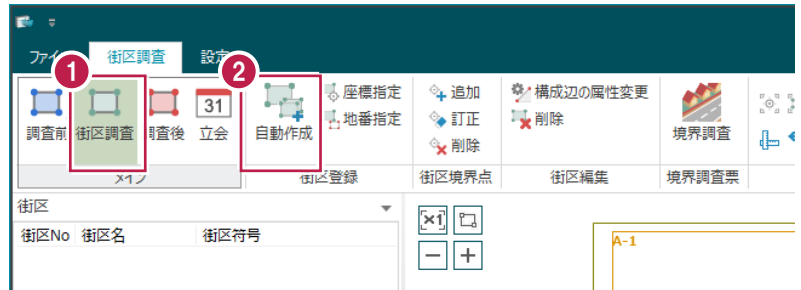 ファイ 街区調査 設定
1 2
調査前 街区調査 調査後 31 立会 自動作成 座標指定 地番指定 追加 訂正 削除 構成辺の属性変更 削除 境界調査
メイン 街区登録 街区境界点 街区編集 境界調査票
街区
街区No 街区名 街区符号
A-1